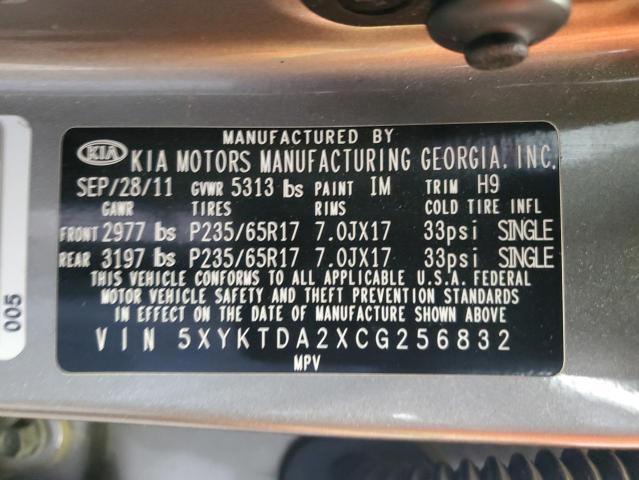 MANUFACTURED BY
KIA KIA MOTORS MANUFACTURING GEORGIA. INC.
SEP/28/11 GVWR 5313 lbs PAINT IM TRIM H9
GAWR TIRES RIMS COLD TIRE INFL
FRONT 2977 lbs P235/65R17 7.0JX17 33psi SINGLE
REAR 3197 lbs P235/65R17 7.0JX17 33psi SINGLE
THIS VEHICLE CONFORMS TO ALL APPLICABLE U.S.A. FEDERAL
MOTOR VEHICLE SAFETY AND THEFT PREVENTION STANDARDS
IN EFFECT ON THE DATE OF MANUFACTURE SHOWN ABOVE
VIN 5XYKTDA2XCG256832
MPV
005